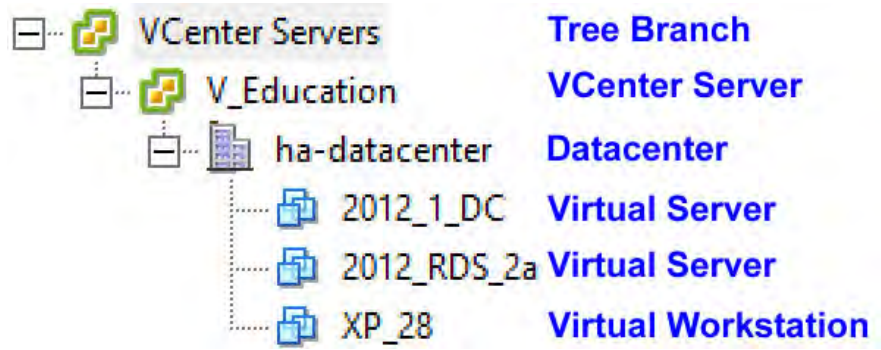 VCenter Servers Tree Branch
V_Education VCenter Server
ha-datacenter Datacenter
2012_1_DC Virtual Server
2012_RDS_2a Virtual Server
XP_28 Virtual Workstation